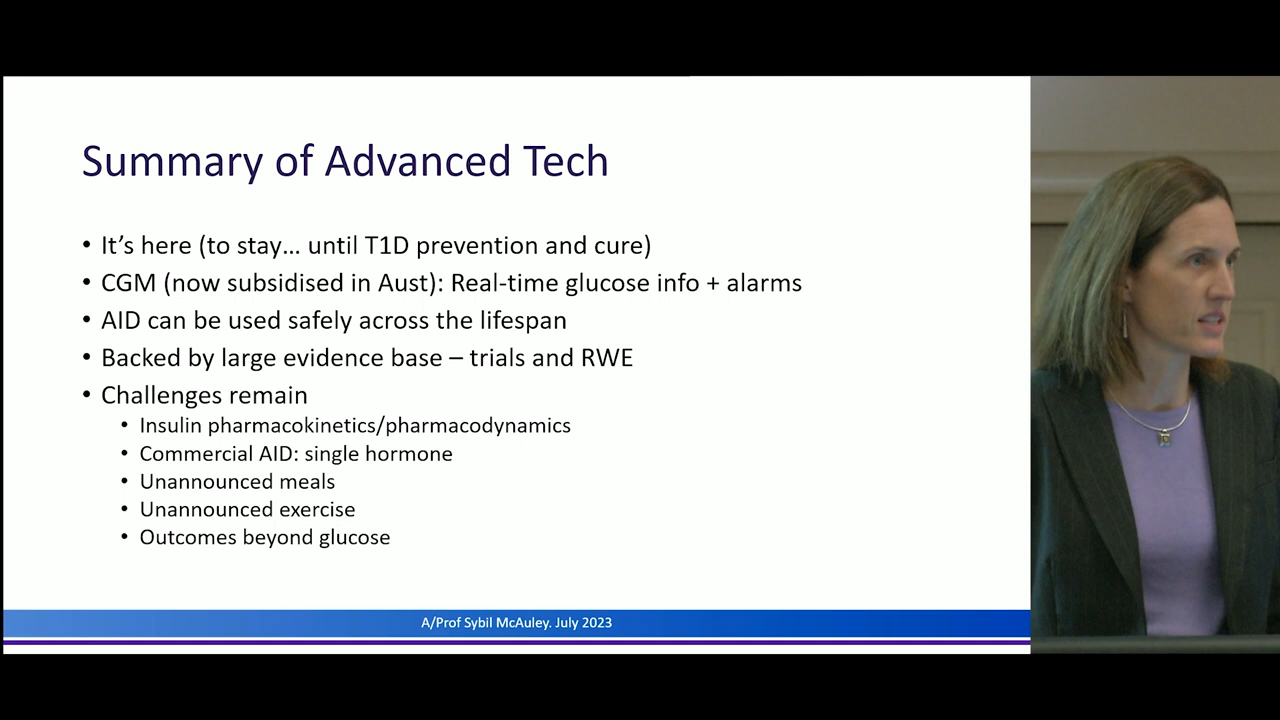 Summary of Advanced Tech
• It's here (to stay… until T1D prevention and cure)
• CGM (now subsidised in Aust): Real-time glucose info + alarms
• AID can be used safely across the lifespan
• Backed by large evidence base – trials and RWE
• Challenges remain
• Insulin pharmacokinetics/pharmacodynamics
• Commercial AID: single hormone
• Unannounced meals
• Unannounced exercise
• Outcomes beyond glucose
A/Prof Sybil McAuley. July 2023